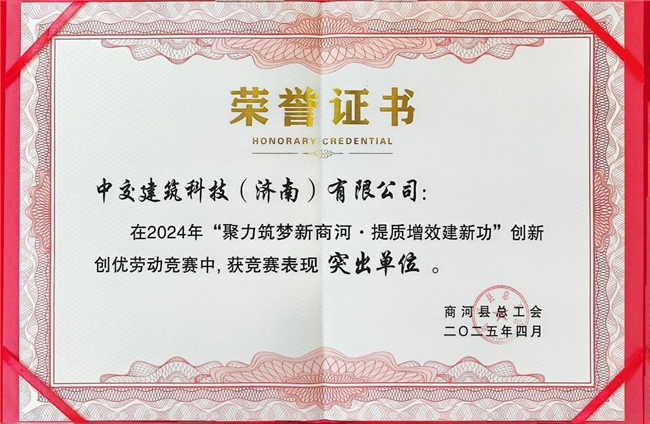 荣誉证书
HONORARY CREDENTIAL
中交建筑科技（济南）有限公司：
在2024年“聚力筑梦新商河·提质增效建新功”创新
创优劳动竞赛中，获竞赛表现 突出单位 。
商河县总工会
二〇二五年四月